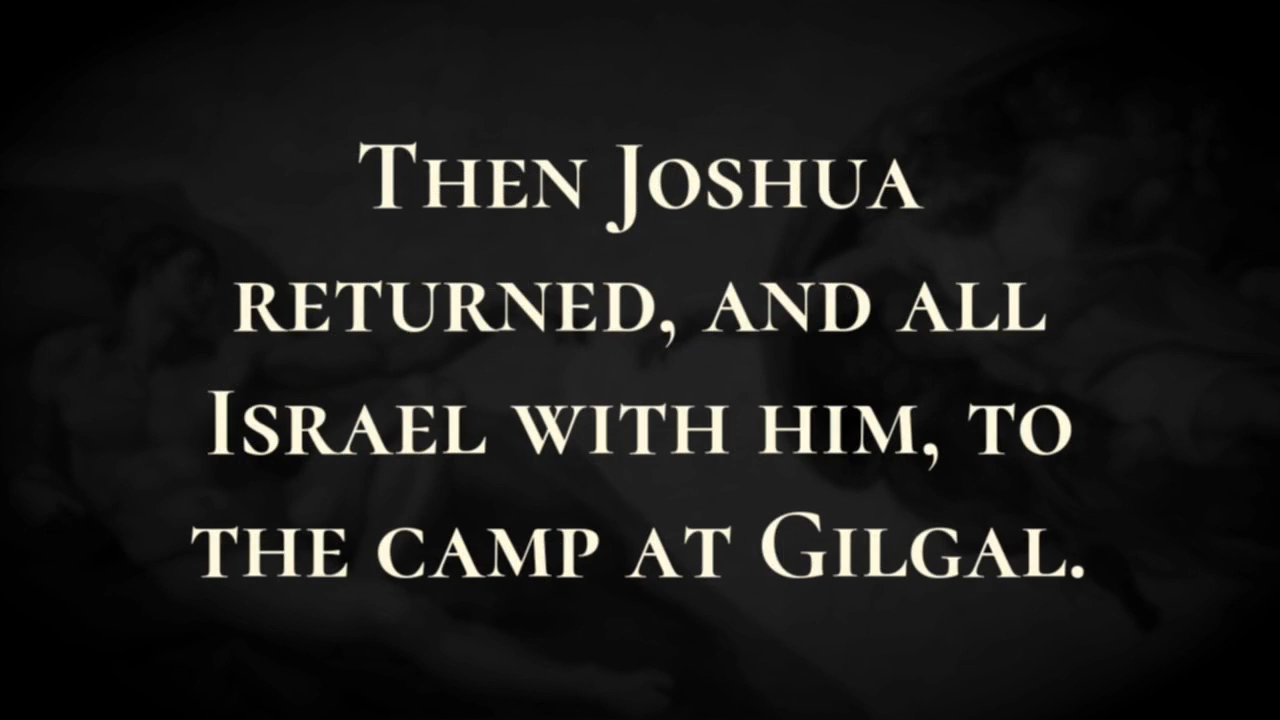 Then Joshua
returned, and all
Israel with him, to
the camp at Gilgal.